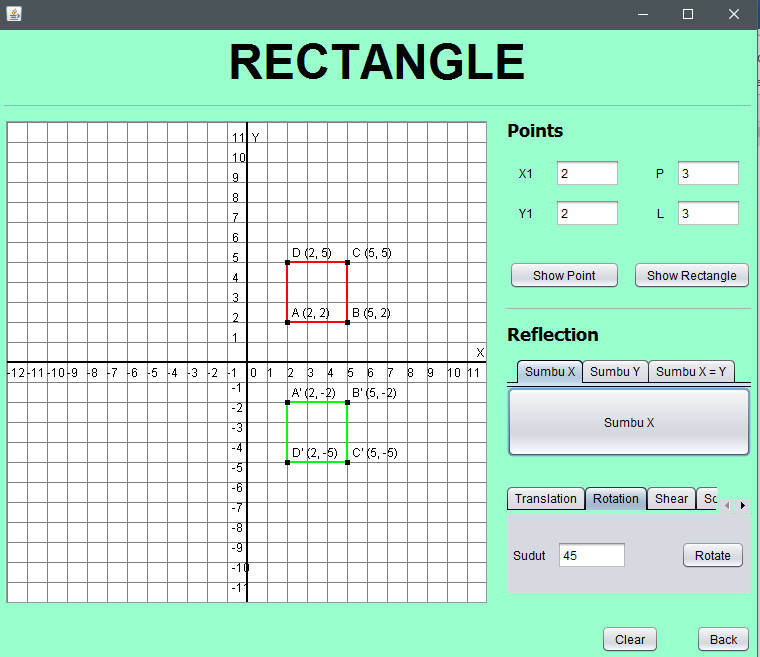 RECTANGLE
11 Y
10
9
8
7
6
D (2, 5) C (5, 5)
5
4
3
A (2, 2) B (5, 2)
2
1
X
-12 -11 -10 -9 -8 -7 -6 -5 -4 -3 -2 -1 0 1 2 3 4 5 6 7 8 9 10 11
-1
A' (2, -2) B' (5, -2)
-2
-3
-4
D' (2, -5) C' (5, -5)
-5
-6
-7
-8
-9
-10
-11
Points
X1 2 P 3
Y1 2 L 3
Show Point Show Rectangle
Reflection
Sumbu X Sumbu Y Sumbu X = Y
Sumbu X
Translation Rotation Shear
Sudut 45 Rotate
Clear Back